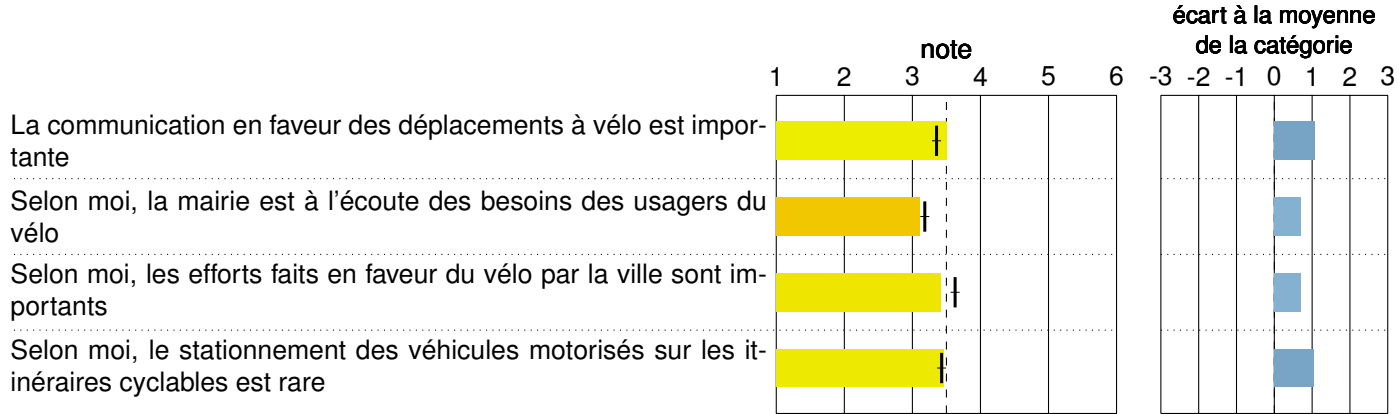 écart à la moyenne
de la catégorie
note
1 2 3 4 5 6
-3 -2 -1 0 1 2 3
La communication en faveur des déplacements à vélo est impor-
tante
Selon moi, la mairie est à l'écoute des besoins des usagers du
vélo
Selon moi, les efforts faits en faveur du vélo par la ville sont im-
portants
Selon moi, le stationnement des véhicules motorisés sur les it-
inéraires cyclables est rare